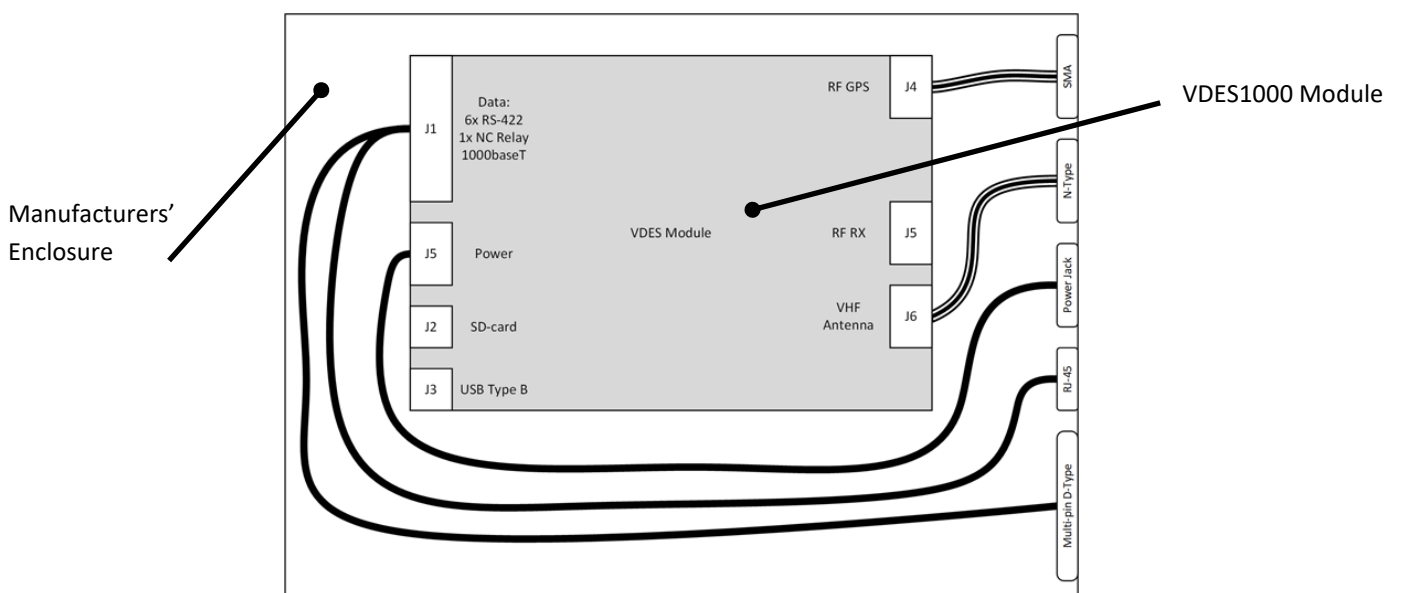 Manufacturers’
Enclosure
J1
Data:
6x RS-422
1x NC Relay
1000baseT
J5
Power
J2
SD-card
J3
USB Type B
VDES Module
RF GPS
J4
RF RX
J5
VHF
Antenna
J6
SMA
N-Type
Power Jack
RJ-45
Multi-pin D-Type
VDES1000 Module